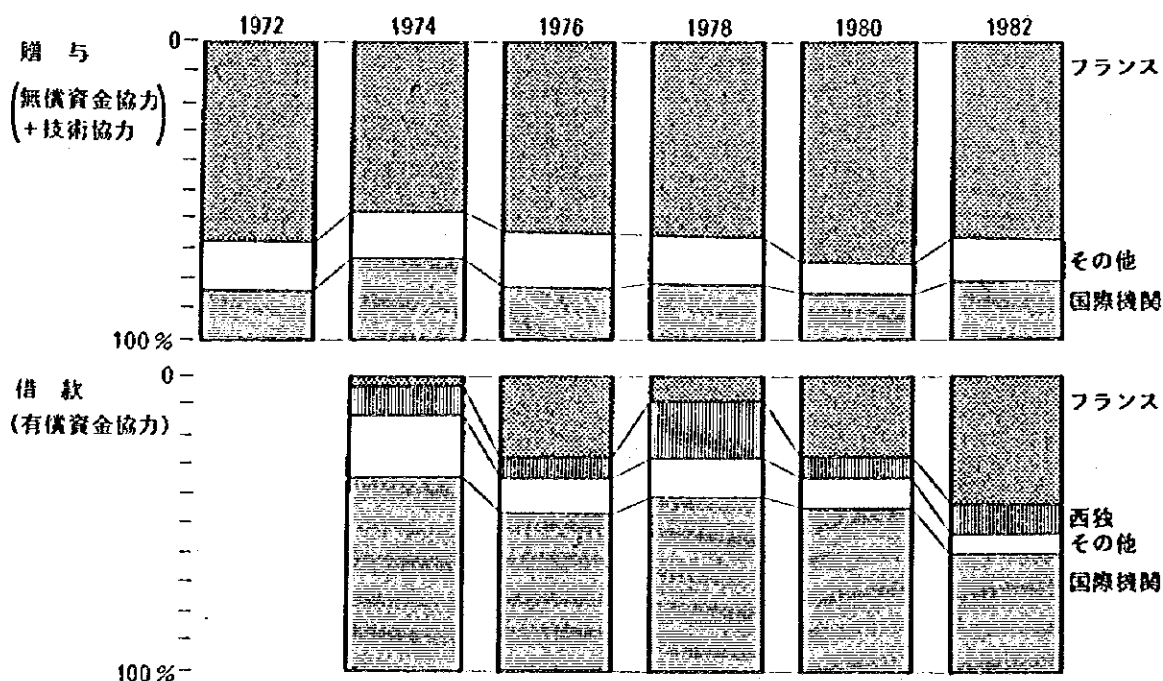 1972 1974 1976 1978 1980 1982
贈与
(無償資金協力
+技術協力)
0
フランス
その他
国際機関
100%
借款
(有償資金協力)
0
フランス
西独
その他
国際機関
100%